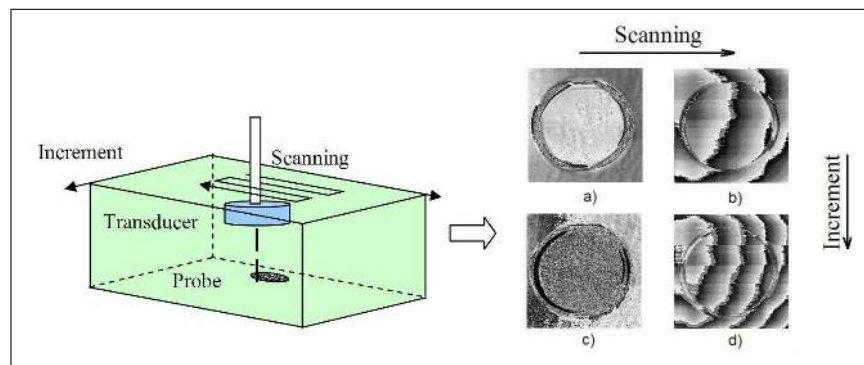 Scanning
Increment
Scanning
Transducer
Probe
a)
b)
Increment
c)
d)